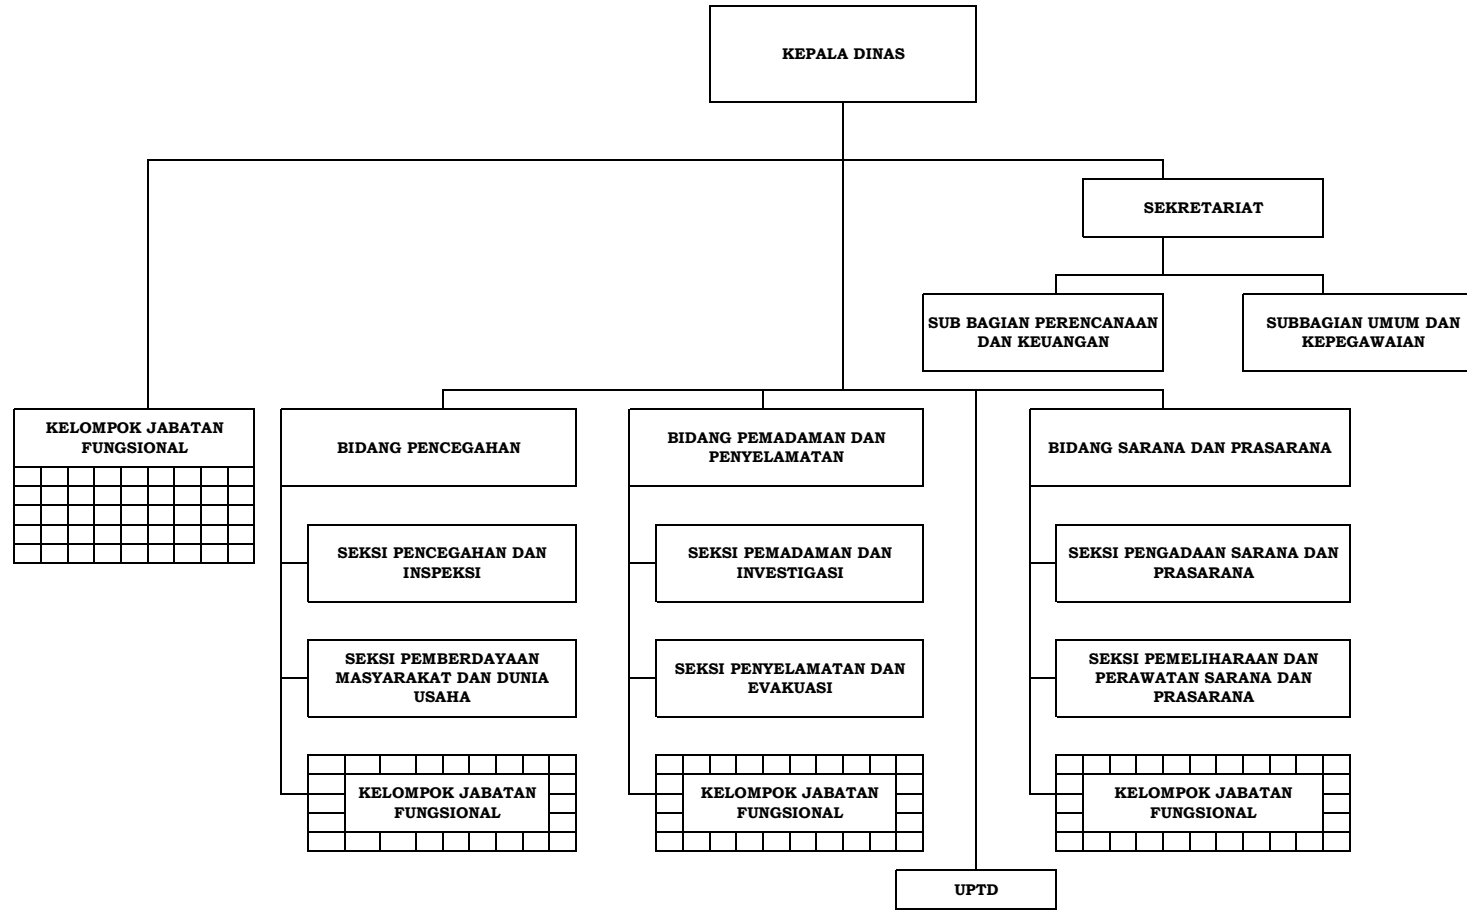 KEPALA DINAS
SEKRETARIAT
SUB BAGIAN PERENCANAAN
DAN KEUANGAN
SUBBAGIAN UMUM DAN
KEPEGAWAIAN
KELOMPOK JABATAN
FUNGSIONAL
BIDANG PENCEGAHAN
BIDANG PEMADAMAN DAN
PENYELAMATAN
BIDANG SARANA DAN PRASARANA
SEKSI PENCEGAHAN DAN
INSPEKSI
SEKSI PEMADAMAN DAN
INVESTIGASI
SEKSI PENGADAAN SARANA DAN
PRASARANA
SEKSI PEMBERDAYAAN
MASYARAKAT DAN DUNIA
USAHA
SEKSI PENYELAMATAN DAN
EVAKUASI
SEKSI PEMELIHARAAN DAN
PERAWATAN SARANA DAN
PRASARANA
KELOMPOK JABATAN
FUNGSIONAL
KELOMPOK JABATAN
FUNGSIONAL
KELOMPOK JABATAN
FUNGSIONAL
UPTD